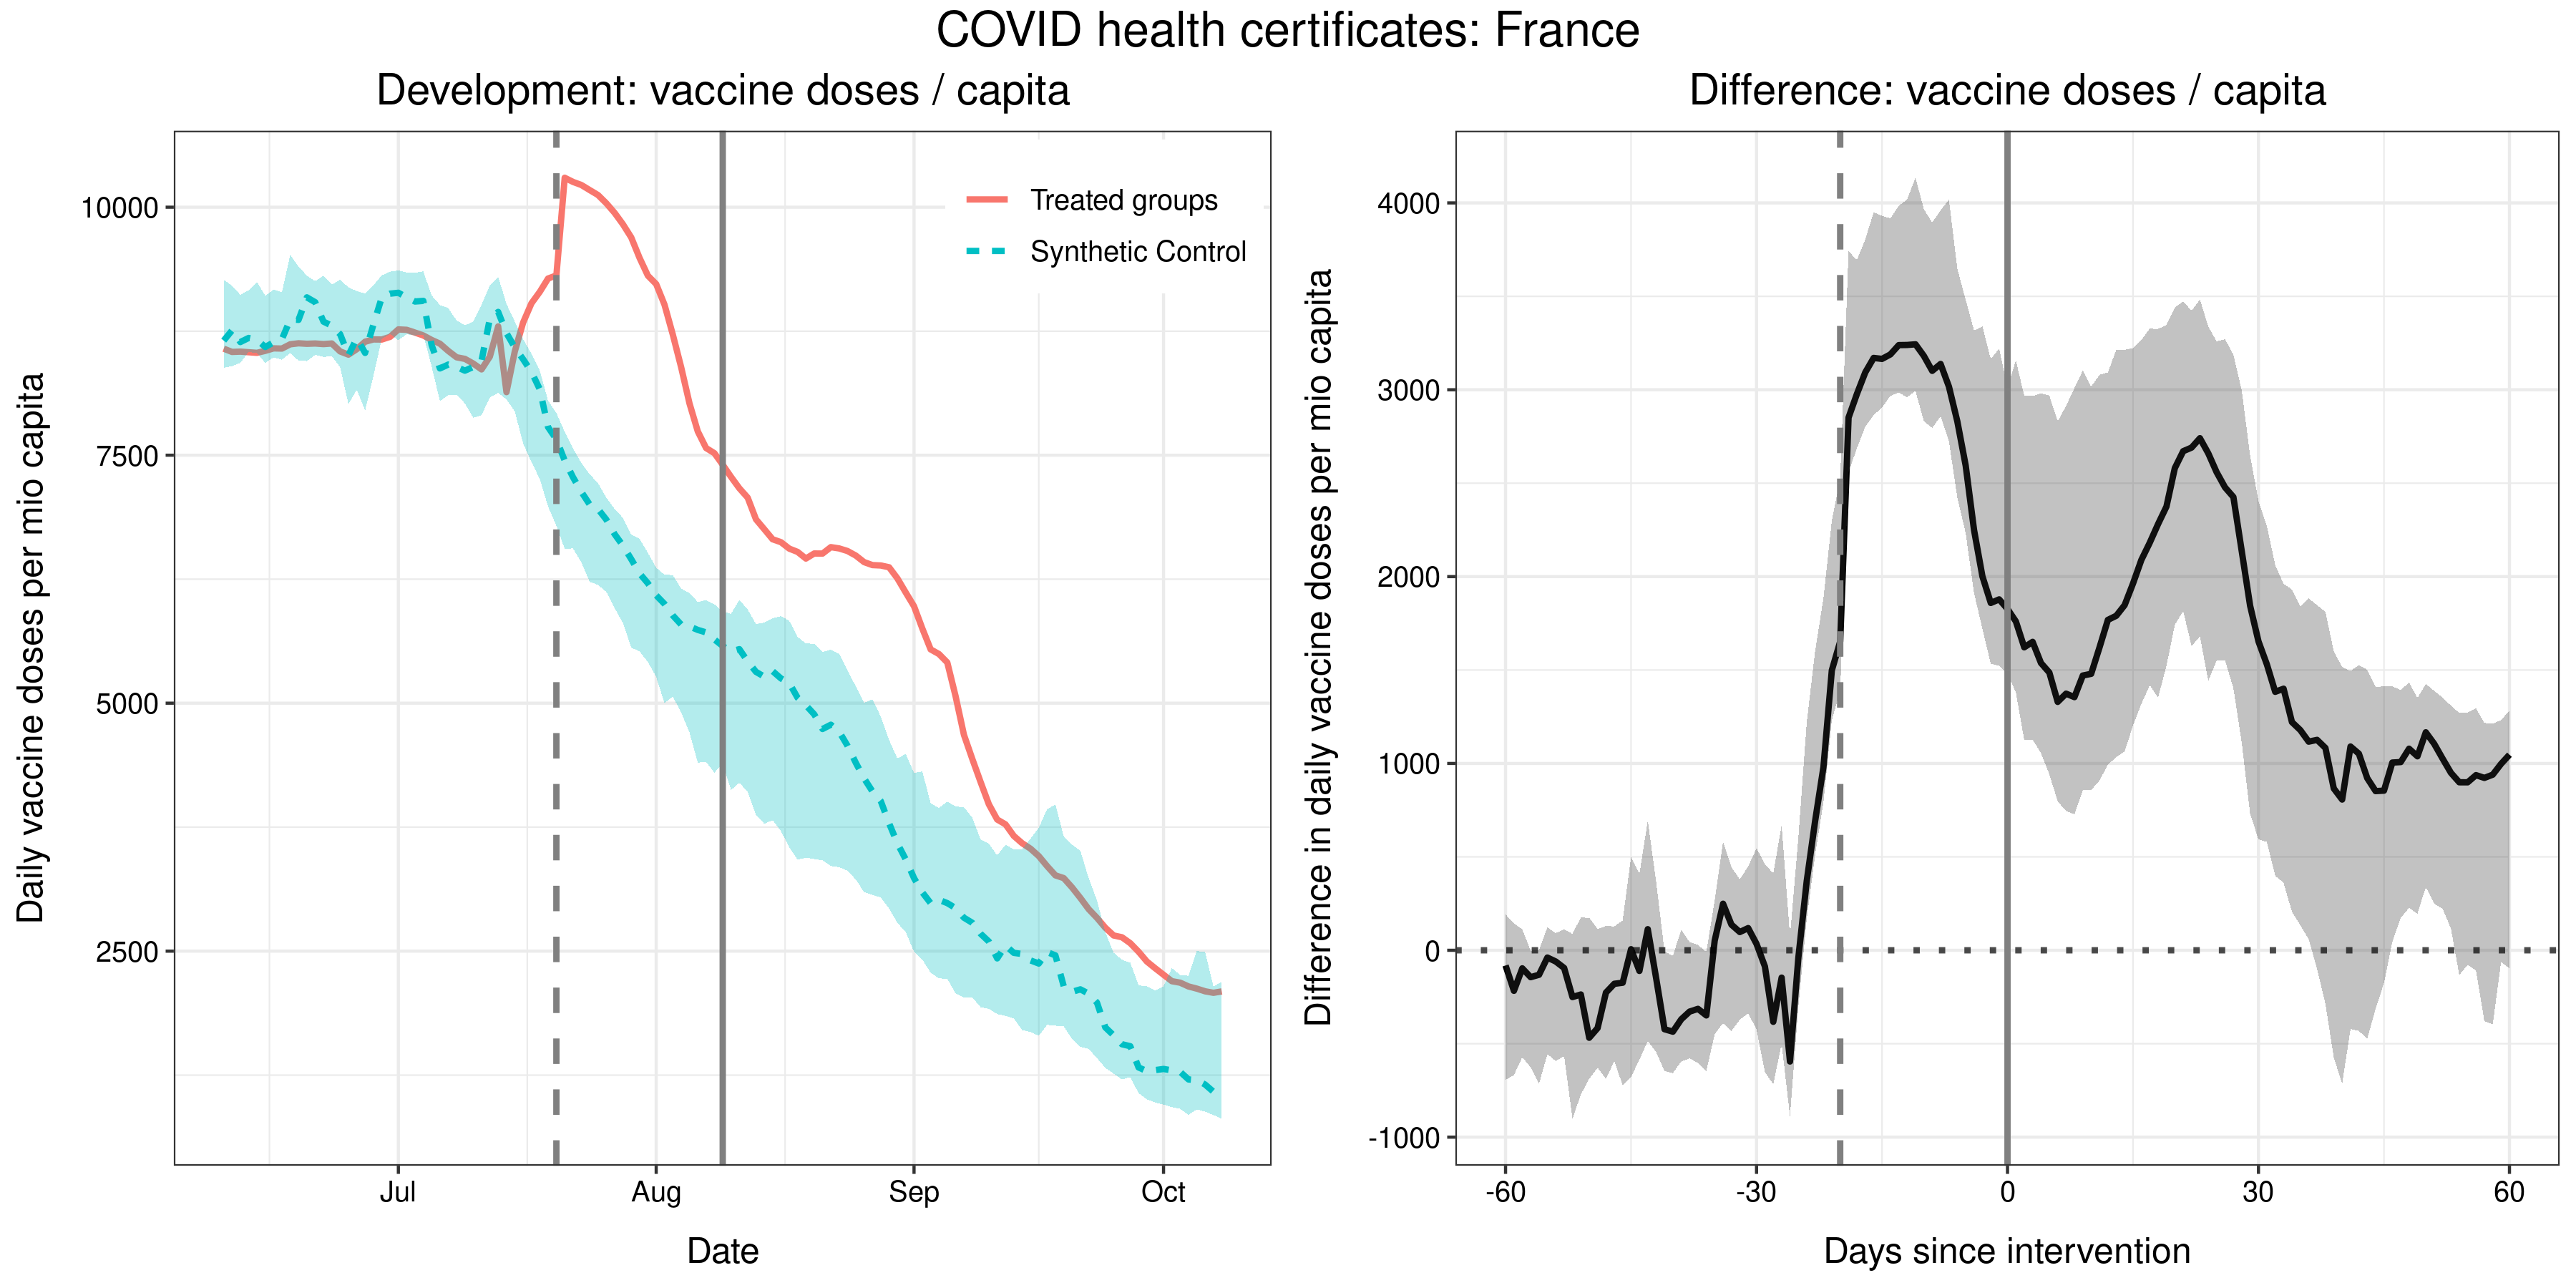 COVID health certificates: France
Development: vaccine doses / capita
Daily vaccine doses per mio capita
10000
7500
5000
2500
Treated groups
Synthetic Control
Jul
Aug
Sep
Oct
Date
Difference: vaccine doses / capita
Difference in daily vaccine doses per mio capita
4000
3000
2000
1000
0
-1000
-60
-30
0
30
60
Days since intervention